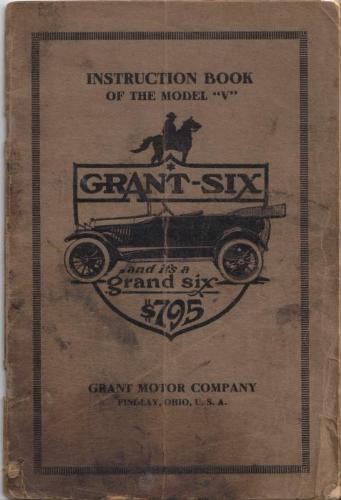 INSTRUCTION BOOK
OF THE MODEL "V"
GRANT-SIX
and it's a
grand six
$795
GRANT MOTOR COMPANY
FINDLAY, OHIO, U. S. A.